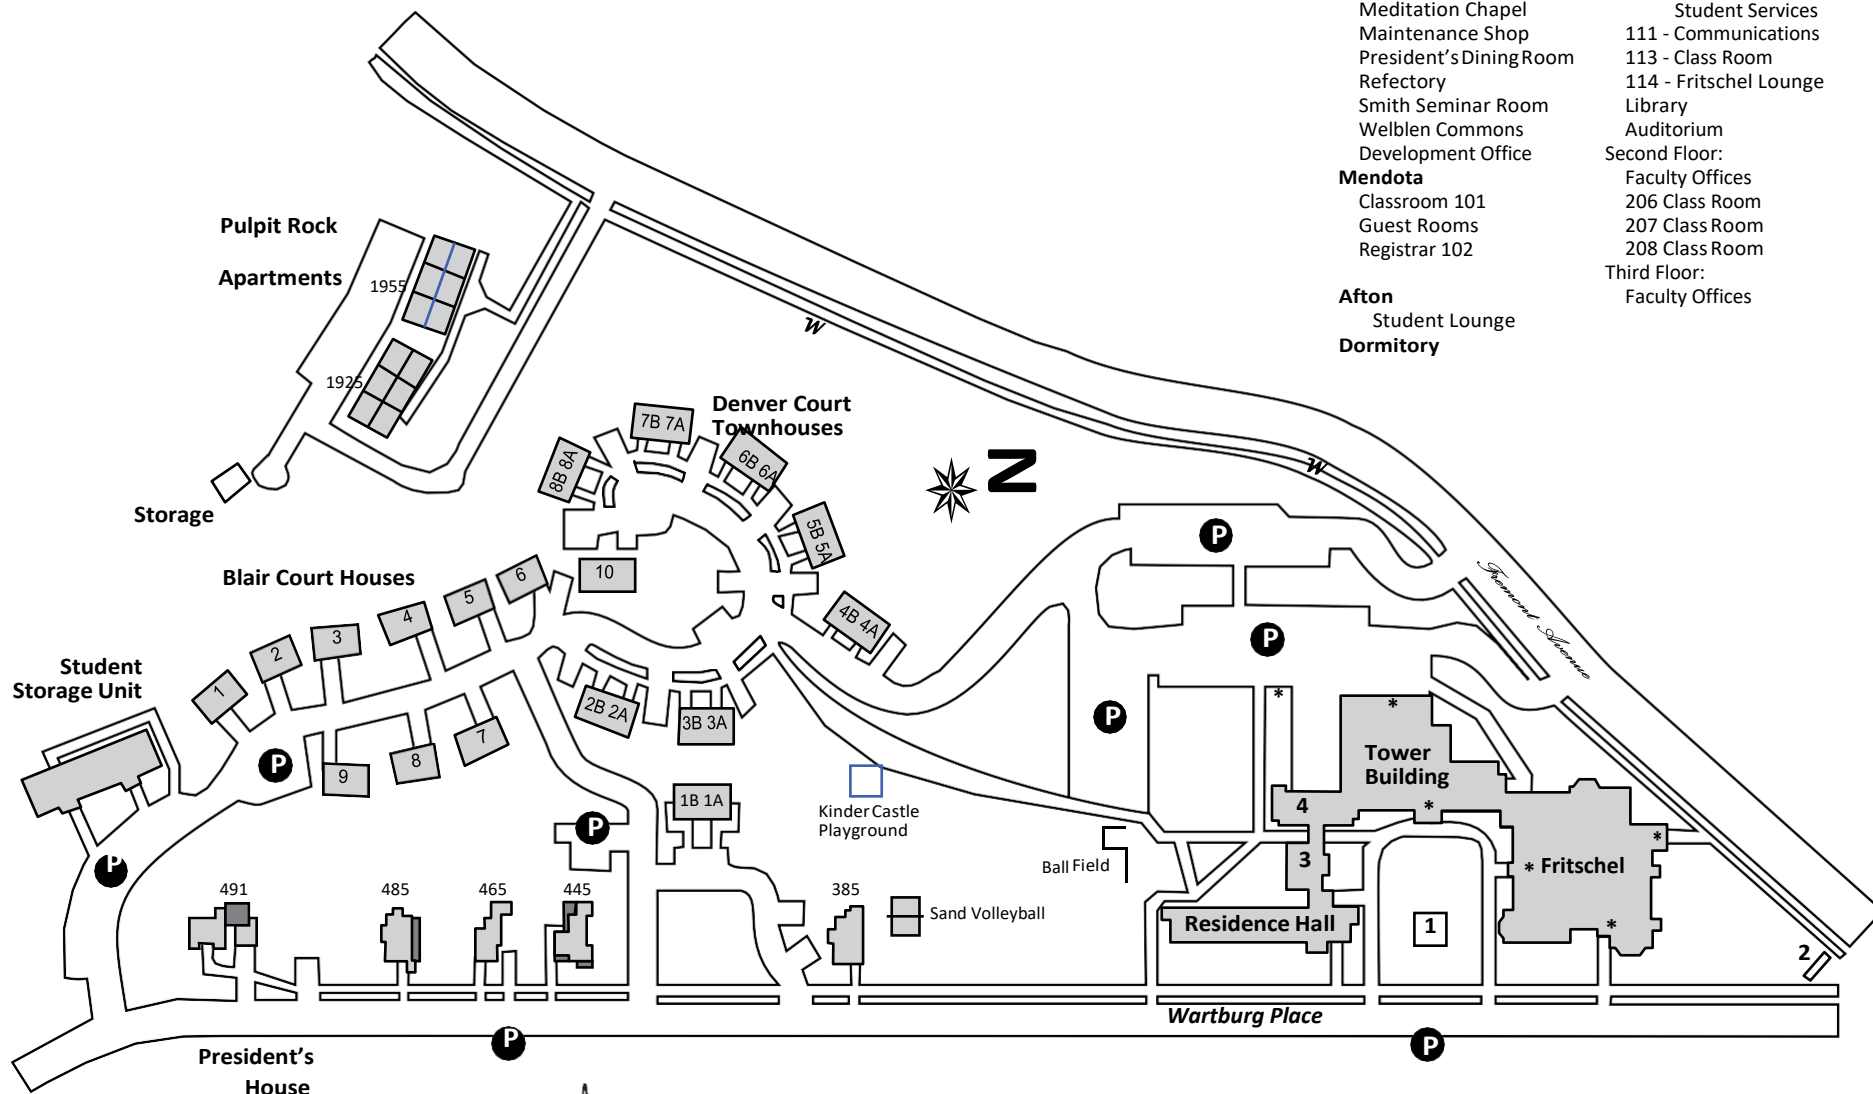 Meditation Chapel
Maintenance Shop
President's Dining Room
Refectory
Smith Seminar Room
Welblen Commons
Development Office
Mendota
Classroom 101
Guest Rooms
Registrar 102
Afton
Student Lounge
Dormitory
Student Services
111 - Communications
113 - Class Room
114 - Fritschel Lounge
Library
Auditorium
Second Floor:
Faculty Offices
206 Class Room
207 Class Room
208 Class Room
Third Floor:
Faculty Offices
Pulpit Rock
Apartments
1955
1925
Storage
W
W
Denver Court
Townhouses
7B 7A
8B 8A
6B 6A
5B 5A
4B 4A
10
2B 2A
3B 3A
1B 1A
N
Blair Court Houses
6
5
4
3
2
1
7
8
9
Student
Storage Unit
P
P
P
P
P
P
P
P
Fremont Avenue
*
*
Tower
Building
4
*
3
*
* Fritschel
*
Residence Hall
1
2
Kinder Castle
Playground
Ball Field
Sand Volleyball
491
485
465
445
385
Wartburg Place
President's
House